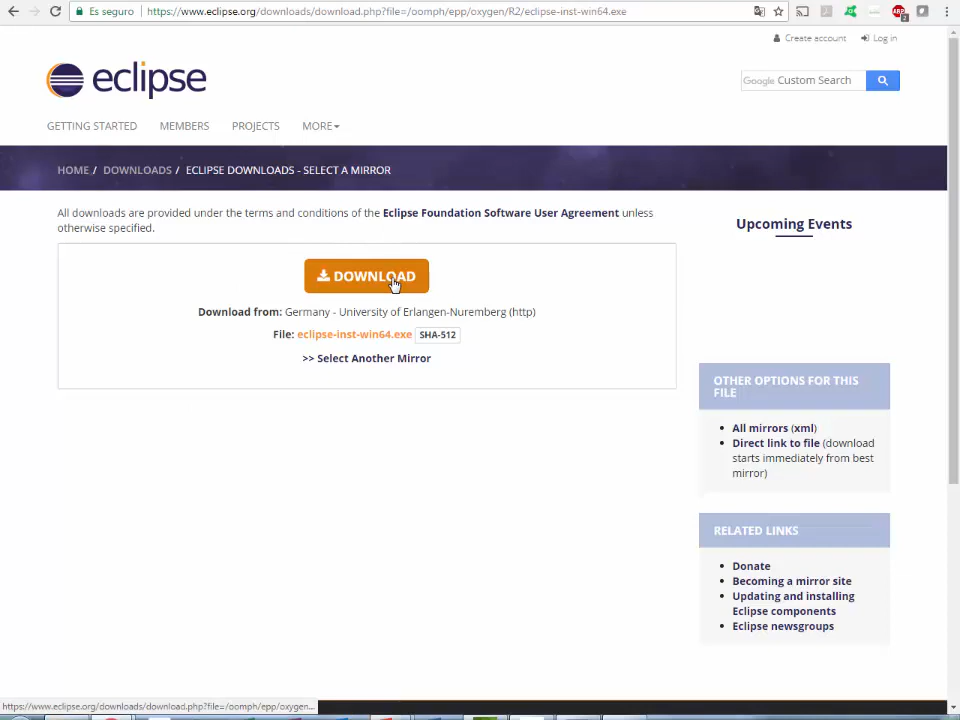 Es seguro
https://www.eclipse.org/downloads/download.php?file=/oomph/epp/oxygen/R2/eclipse-inst-win64.exe
ABP
2
Create account
Log in
eclipse
Google Custom Search
GETTING STARTED
MEMBERS
PROJECTS
MORE
HOME / DOWNLOADS / ECLIPSE DOWNLOADS - SELECT A MIRROR
All downloads are provided under the terms and conditions of the Eclipse Foundation Software User Agreement unless
otherwise specified.
DOWNLOAD
Download from: Germany - University of Erlangen-Nuremberg (http)
File: eclipse-inst-win64.exe SHA-512
>> Select Another Mirror
Upcoming Events
OTHER OPTIONS FOR THIS
FILE
All mirrors (xml)
Direct link to file (download
starts immediately from best
mirror)
RELATED LINKS
Donate
Becoming a mirror site
Updating and installing
Eclipse components
Eclipse newsgroups
https://www.eclipse.org/downloads/download.php?file=/oomph/epp/oxygen...